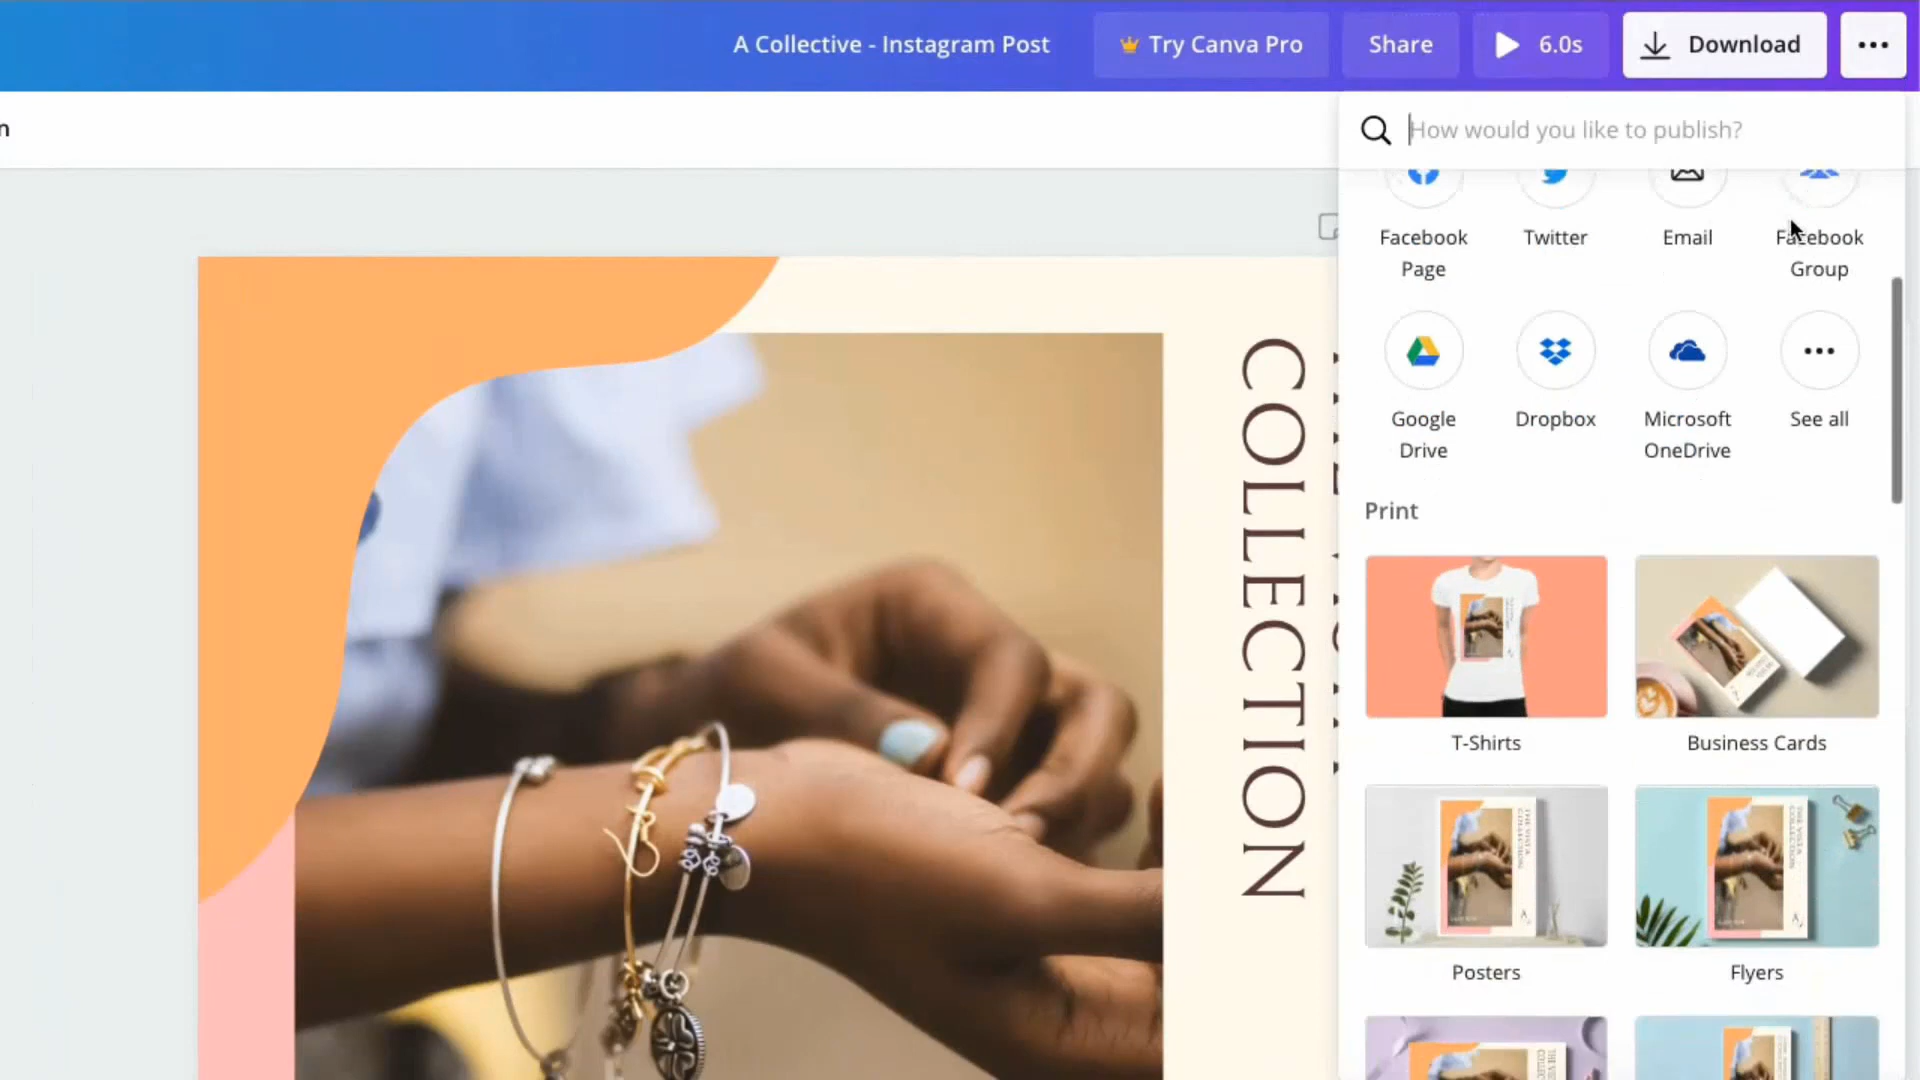 A Collective - Instagram Post
Try Canva Pro
Share
6.0s
Download
n
How would you like to publish?
Facebook
Page
Twitter
Email
Facebook
Group
Google
Drive
Dropbox
Microsoft
OneDrive
See all
Print
T-Shirts
Business Cards
Posters
Flyers
COLLECTION